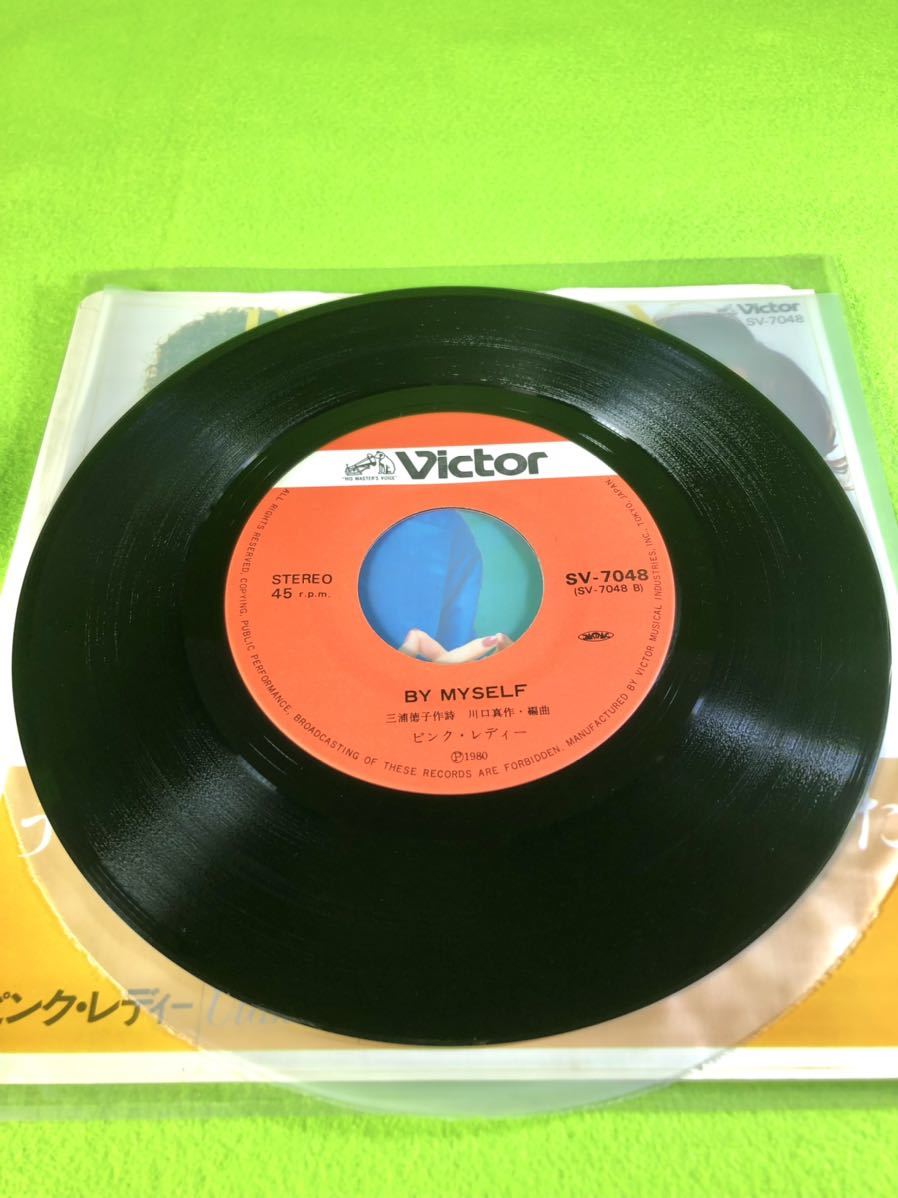 Victor
SV-7048
Victor
"HIS MASTER'S VOICE"
STEREO
45 r.p.m.
SV-7048
(SV-7048 B)
BY MYSELF
三浦徳子作詩 川口真作・編曲
ピンク・レディー
Ⓟ1980
ALL RIGHTS RESERVED. COPYING, PUBLIC PERFORMANCE, BROADCASTING OF THESE RECORDS ARE FORBIDDEN. MANUFACTURED BY VICTOR MUSICAL INDUSTRIES, INC., TOKYO, JAPAN.
ピンク・レディー